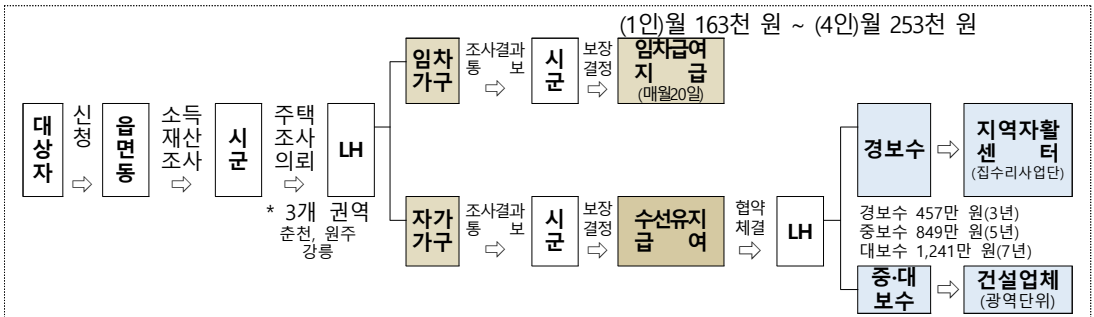 (1인)월 163천 원 ~ (4인)월 253천 원
대
상
자
신
청
⇨
읍
면
동
소득
재산
조사
⇨
시
군
주택
조사
의뢰
⇨
* 3개 권역
춘천, 원주
강릉
LH
임차
가구
조사결과
통 보
⇨
시
군
보장
결정
⇨
임차급여
지 급
(매월20일)
자가
가구
조사결과
통 보
⇨
시
군
보장
결정
⇨
수선유지
급 여
협약
체결
⇨
LH
경보수
⇨
지역자활
센 터
(집수리사업단)
경보수 457만 원(3년)
중보수 849만 원(5년)
대보수 1,241만 원(7년)
중·대
보수
⇨
건설업체
(광역단위)